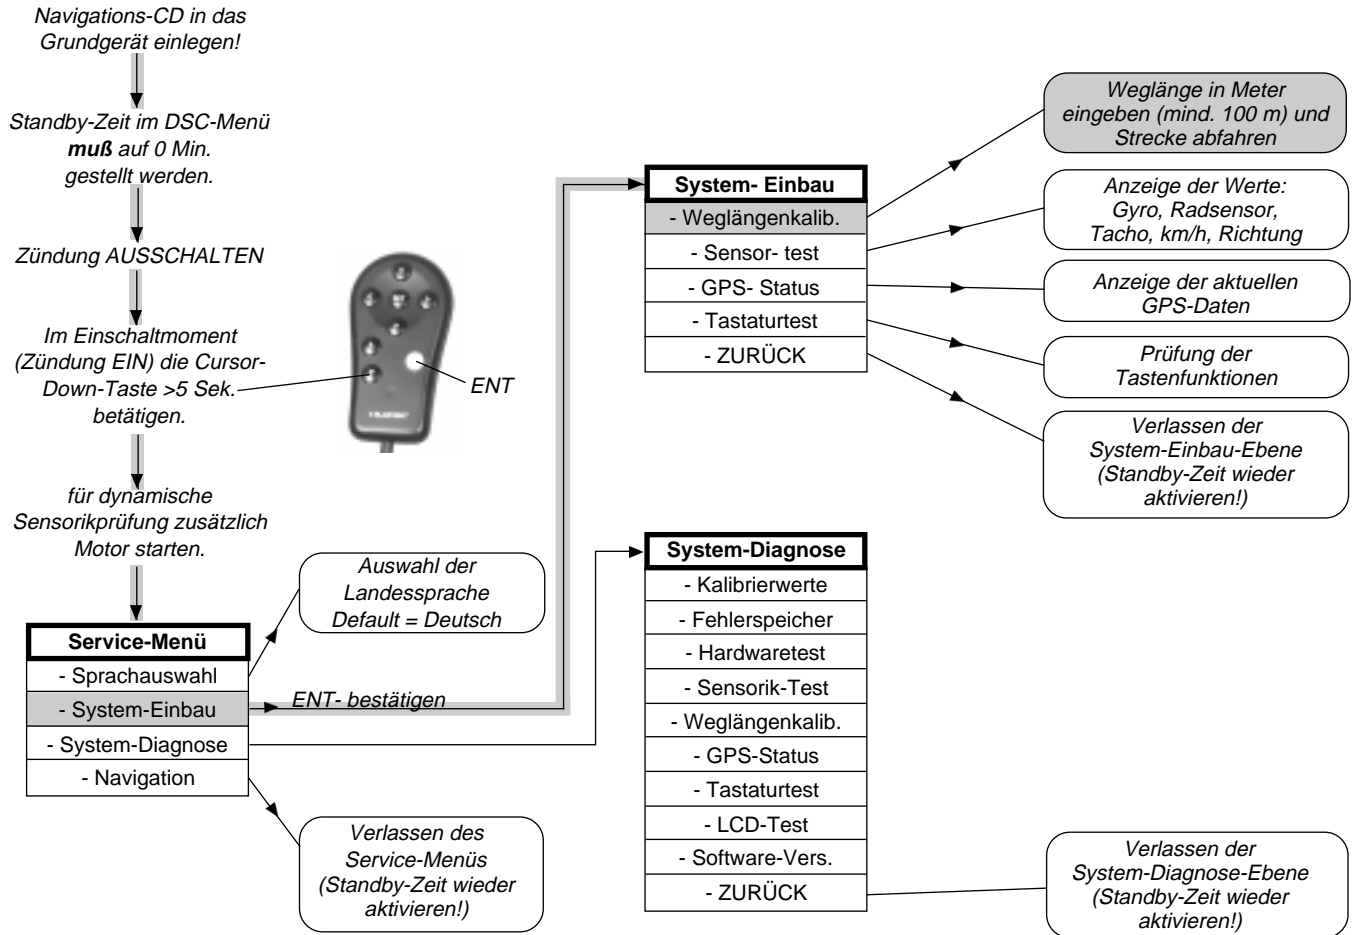 Navigations-CD in das
Grundgerät einlegen!
Standby-Zeit im DSC-Menü
muß auf 0 Min.
gestellt werden.
Zündung AUSSCHALTEN
Im Einschaltmoment
(Zündung EIN) die Cursor-
Down-Taste >5 Sek.
betätigen.
ENT
für dynamische
Sensorikprüfung zusätzlich
Motor starten.
Service-Menü
- Sprachauswahl
- System-Einbau
- System-Diagnose
- Navigation
Auswahl der
Landessprache
Default = Deutsch
ENT- bestätigen
Verlassen des
Service-Menüs
(Standby-Zeit wieder
aktivieren!)
System- Einbau
- Weglängenkalib.
- Sensor- test
- GPS- Status
- Tastaturtest
- ZURÜCK
Weglänge in Meter
eingeben (mind. 100 m) und
Strecke abfahren
Anzeige der Werte:
Gyro, Radsensor,
Tacho, km/h, Richtung
Anzeige der aktuellen
GPS-Daten
Prüfung der
Tastenfunktionen
Verlassen der
System-Einbau-Ebene
(Standby-Zeit wieder
aktivieren!)
System-Diagnose
- Kalibrierwerte
- Fehlerspeicher
- Hardwaretest
- Sensorik-Test
- Weglängenkalib.
- GPS-Status
- Tastaturtest
- LCD-Test
- Software-Vers.
- ZURÜCK
Verlassen der
System-Diagnose-Ebene
(Standby-Zeit wieder
aktivieren!)